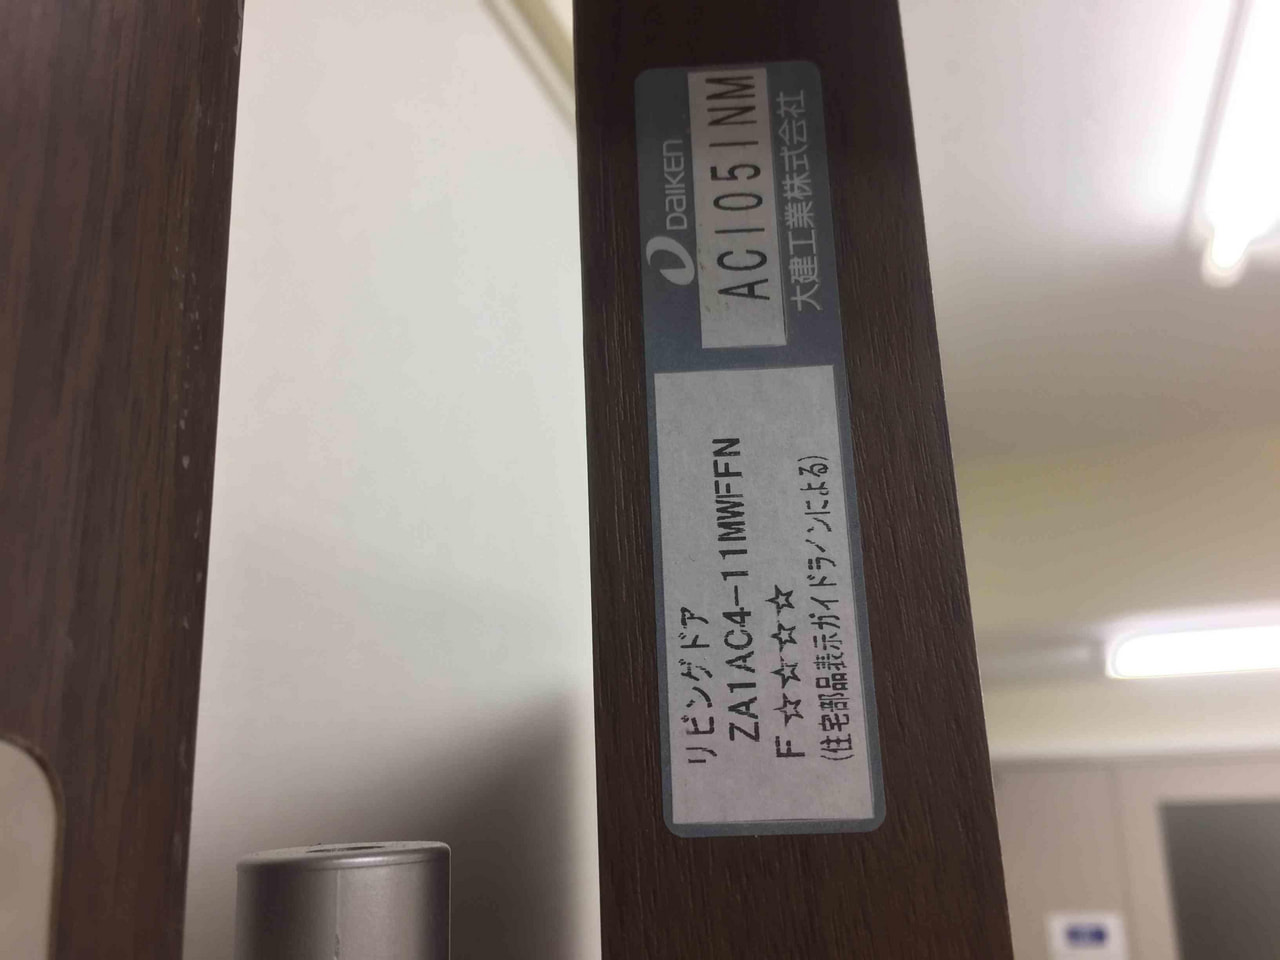 DAIKEN
AC1051NM
大建工業株式会社
リビングドア
ZA1AC4-11MWFFN
F☆☆☆☆
(住宅部品表示ガイドラインによる)